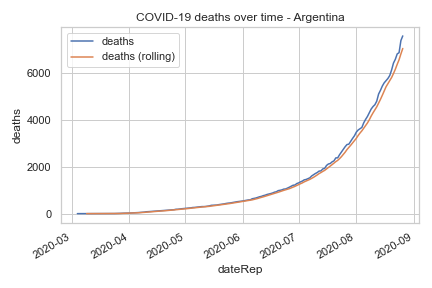 COVID-19 deaths over time - Argentina
deaths
deaths (rolling)
deaths
6000
4000
2000
0
2020-03
2020-04
2020-05
2020-06
2020-07
2020-08
2020-09
dateRep